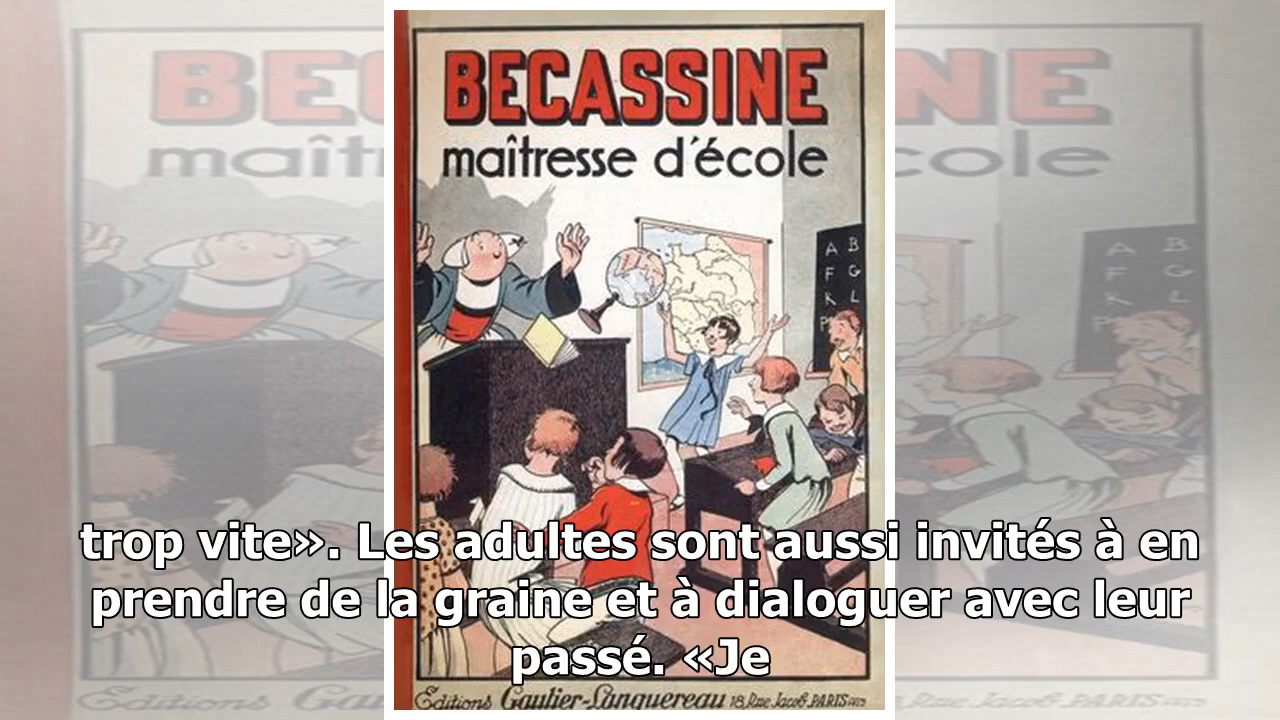 BECASSINE
maîtresse d'école
A B
F G
R L
trop vite». Les adultes sont aussi invités à en
prendre de la graine et à dialoguer avec leur
passé. «Je
Editions Gautier-Languereau 18, Rue Jacob PARIS